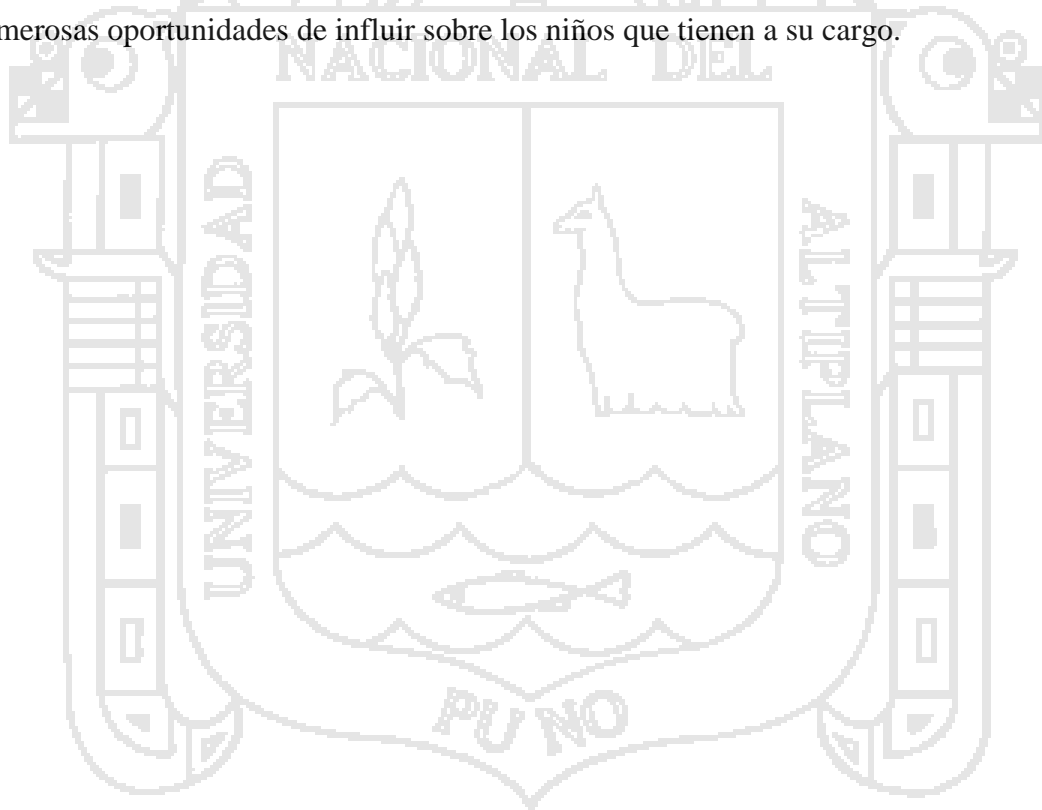 merosas oportunidades de influir sobre los niños que tienen a su cargo.
NACIONAL DEL
UNIVERSIDAD
ALTIPLANO
PUNO